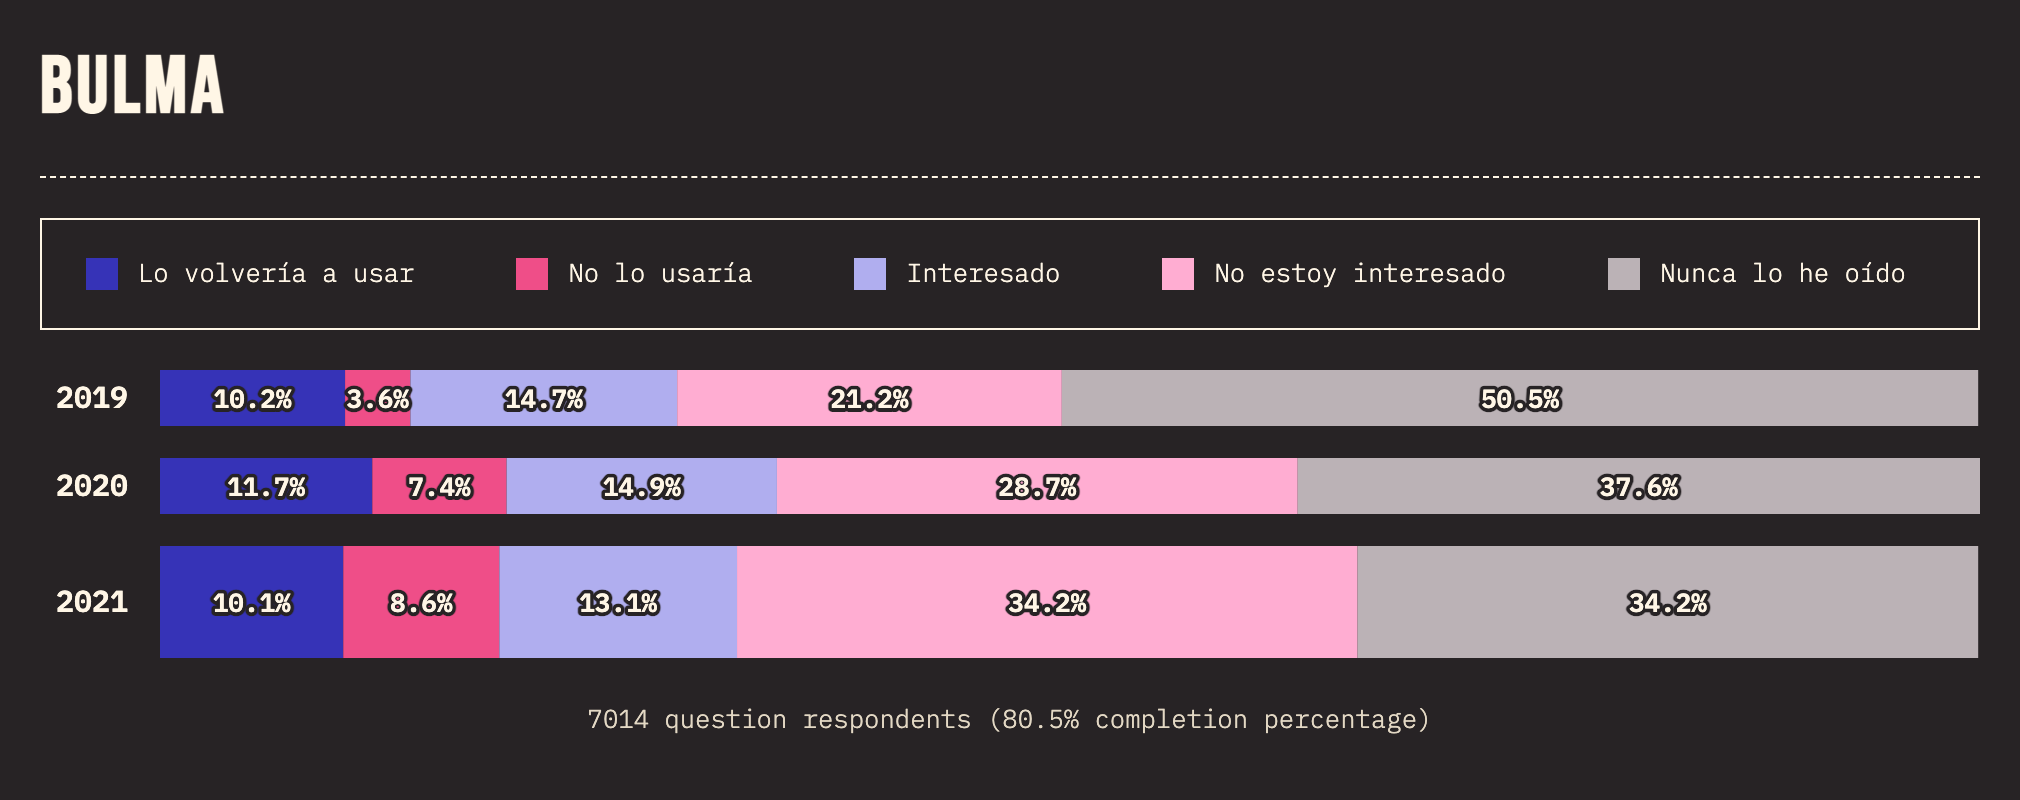 BULMA
Lo volvería a usar No lo usaría Interesado No estoy interesado Nunca lo he oído
2019 10.2% 3.6% 14.7% 21.2% 50.5%
2020 11.7% 7.4% 14.9% 28.7% 37.6%
2021 10.1% 8.6% 13.1% 34.2% 34.2%
7014 question respondents (80.5% completion percentage)